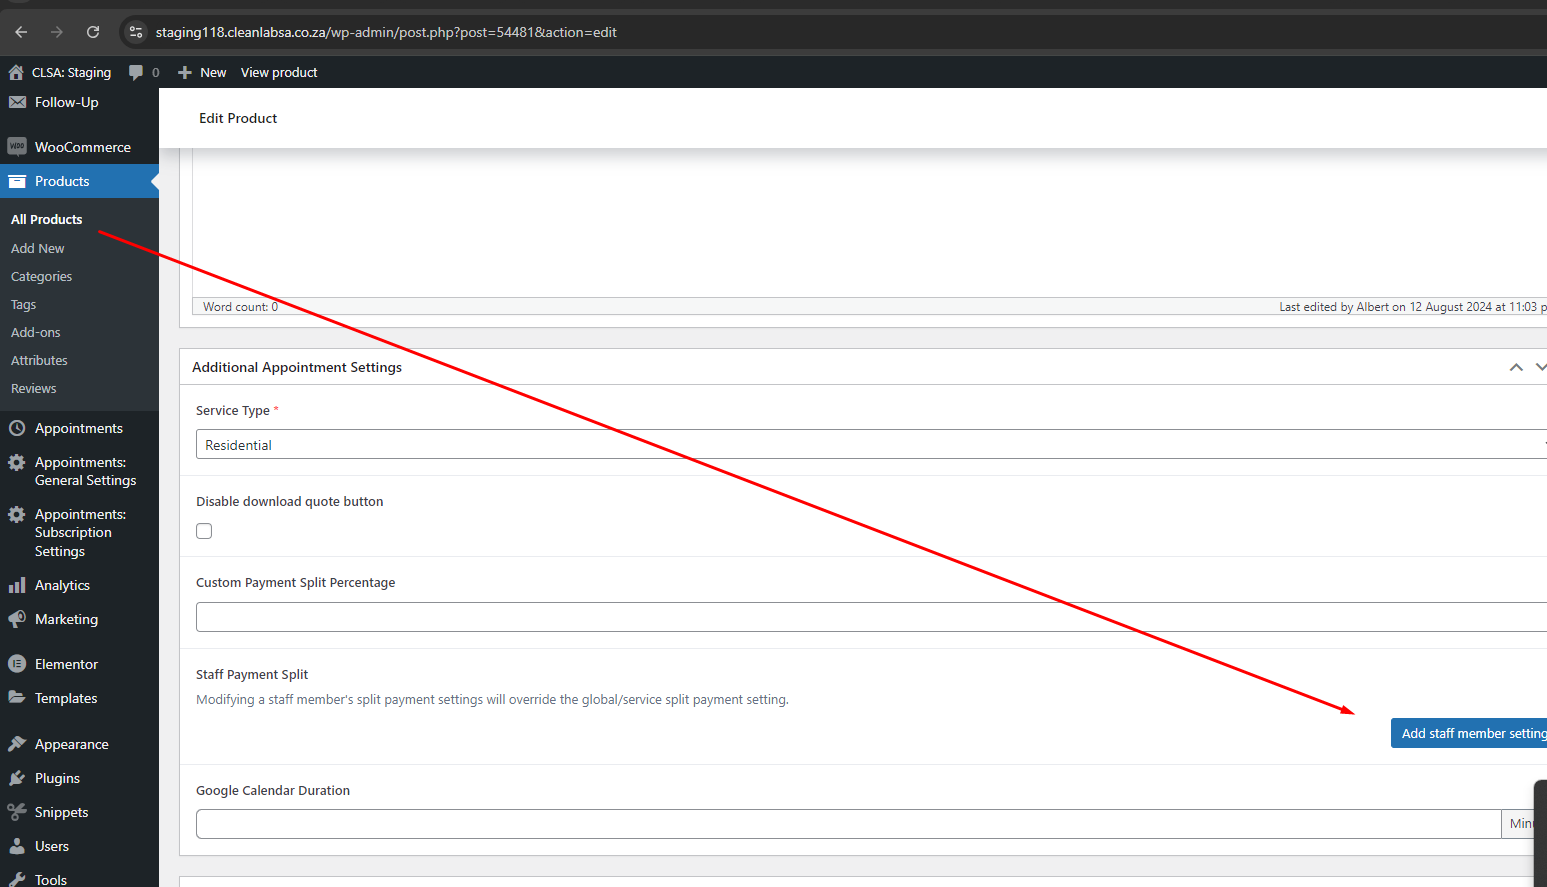 staging118.cleanlabsa.co.za/wp-admin/post.php?post=54481&action=edit
CLSA: Staging 0 New View product
Follow-Up
WooCommerce
Products
All Products
Add New
Categories
Tags
Add-ons
Attributes
Reviews
Appointments
Appointments:
General Settings
Appointments:
Subscription
Settings
Analytics
Marketing
Elementor
Templates
Appearance
Plugins
Snippets
Users
Tools
Edit Product
Word count: 0
Last edited by Albert on 12 August 2024 at 11:03 p
Additional Appointment Settings
Service Type *
Residential
Disable download quote button
Custom Payment Split Percentage
Staff Payment Split
Modifying a staff member's split payment settings will override the global/service split payment setting.
Add staff member setting
Google Calendar Duration
Min